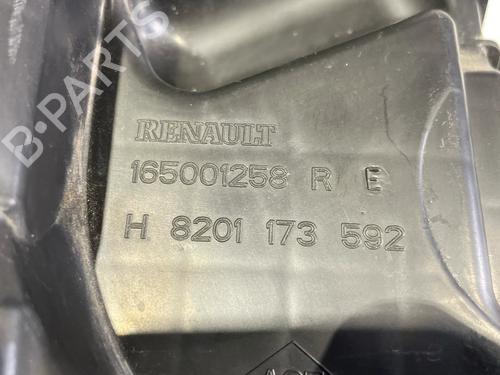 RENAULT
165001258 R E
H 8201 173 592
B-PARTS